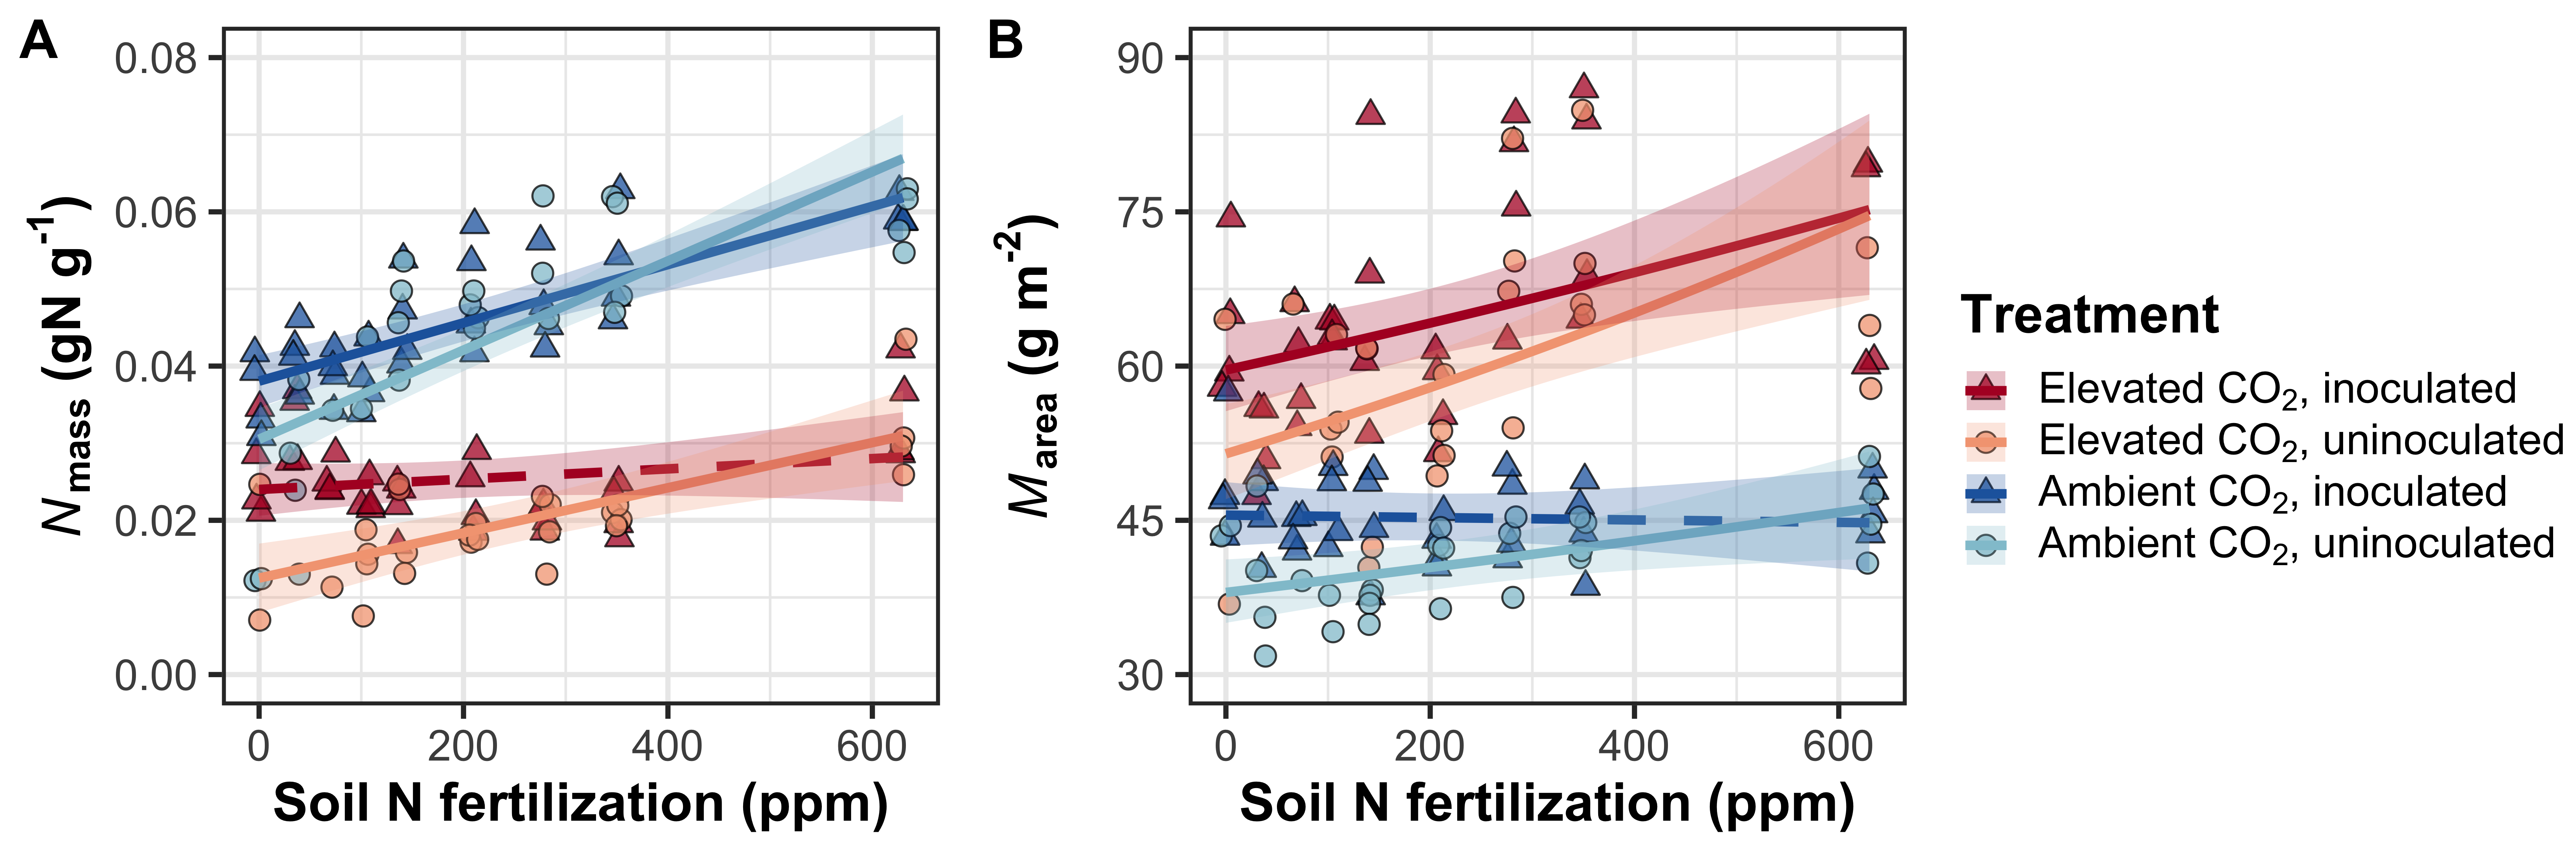 A
0.08
0.06
0.04
0.02
0.00
Nmass (gN g-1)
0 200 400 600
Soil N fertilization (ppm)
B
90
75
60
45
30
Marea (g m-2)
0 200 400 600
Soil N fertilization (ppm)
Treatment
Elevated CO2, inoculated
Elevated CO2, uninoculated
Ambient CO2, inoculated
Ambient CO2, uninoculated